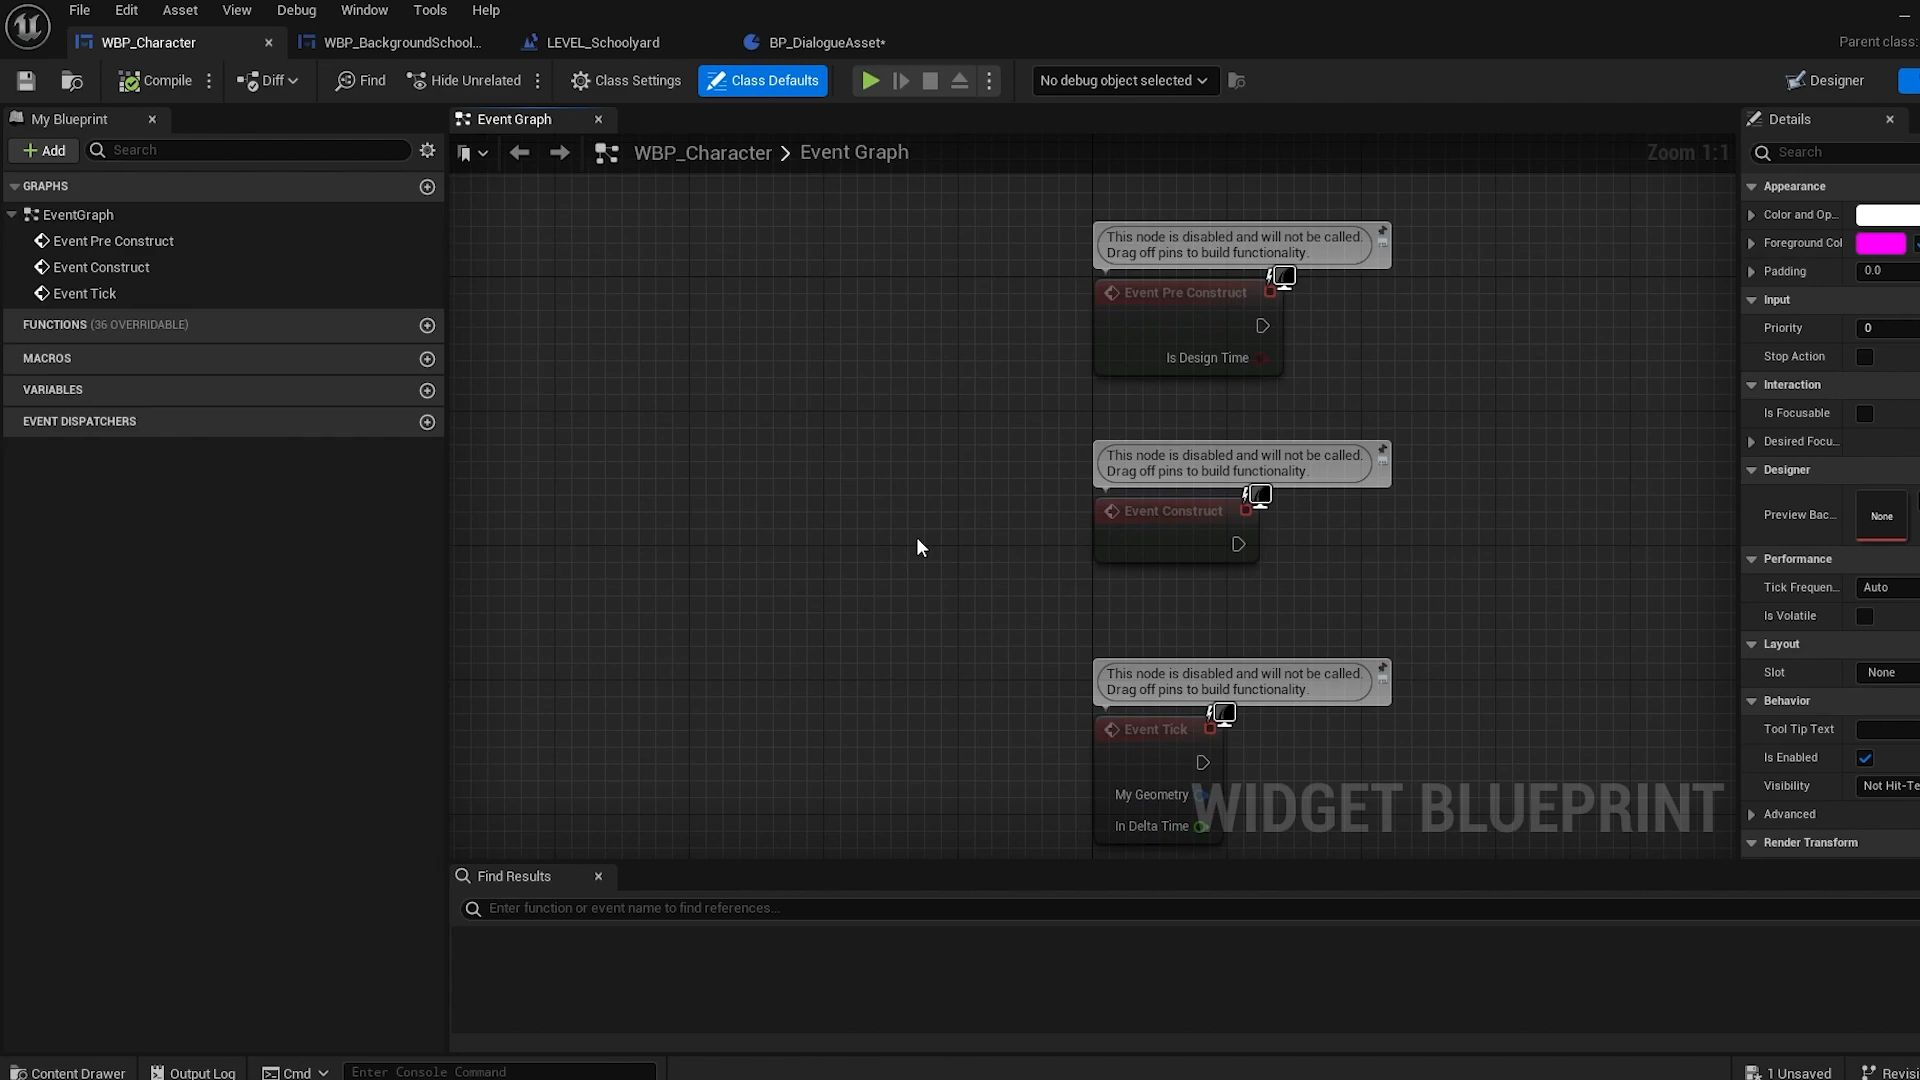 File Edit Asset View Debug Window Tools Help
WBP_Character WBP_BackgroundSchool... LEVEL_Schoolyard BP_DialogueAsset*
Parent class:
Compile Diff Find Hide Unrelated Class Settings Class Defaults No debug object selected Designer
My Blueprint Event Graph Details
Add Search WBP_Character > Event Graph Zoom 1:1 Search
GRAPHS
EventGraph
Event Pre Construct
Event Construct
Event Tick
FUNCTIONS (36 OVERRIDABLE)
MACROS
VARIABLES
EVENT DISPATCHERS
This node is disabled and will not be called.
Drag off pins to build functionality.
Event Pre Construct
Is Design Time
This node is disabled and will not be called.
Drag off pins to build functionality.
Event Construct
This node is disabled and will not be called.
Drag off pins to build functionality.
Event Tick
My Geometry
In Delta Time
WIDGET BLUEPRINT
Appearance
Color and Op...
Foreground Col
Padding 0.0
Input
Priority 0
Stop Action
Interaction
Is Focusable
Desired Focu...
Designer
Preview Bac... None
Performance
Tick Frequen... Auto
Is Volatile
Layout
Slot None
Behavior
Tool Tip Text
Is Enabled
Visibility Not Hit-Te
Advanced
Render Transform
Find Results
Enter function or event name to find references...
Content Drawer Output Log Cmd Enter Console Command 1 Unsaved Revisi